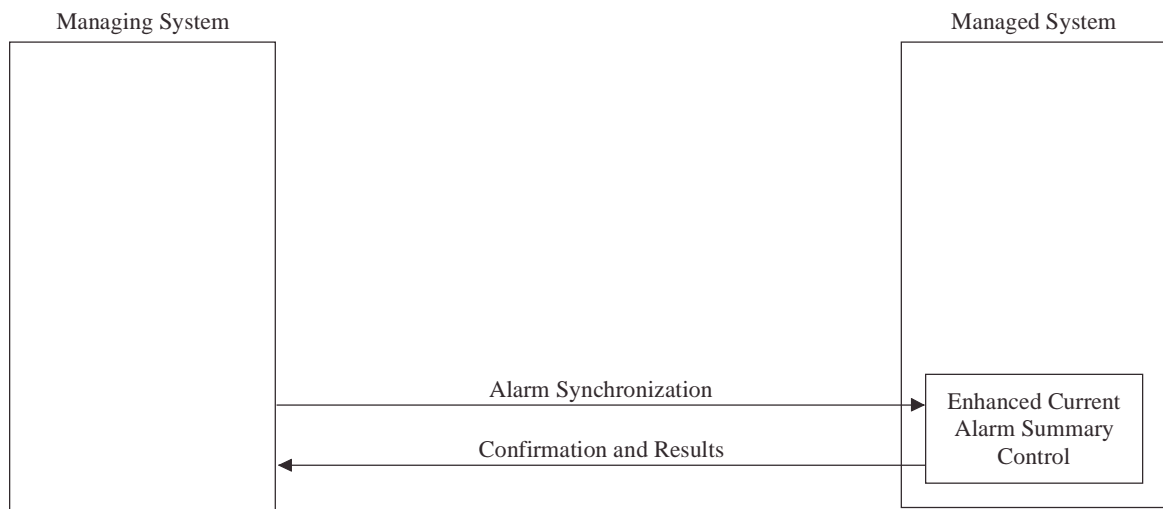 Managing System
Managed System
Alarm Synchronization
Confirmation and Results
Enhanced Current
Alarm Summary
Control